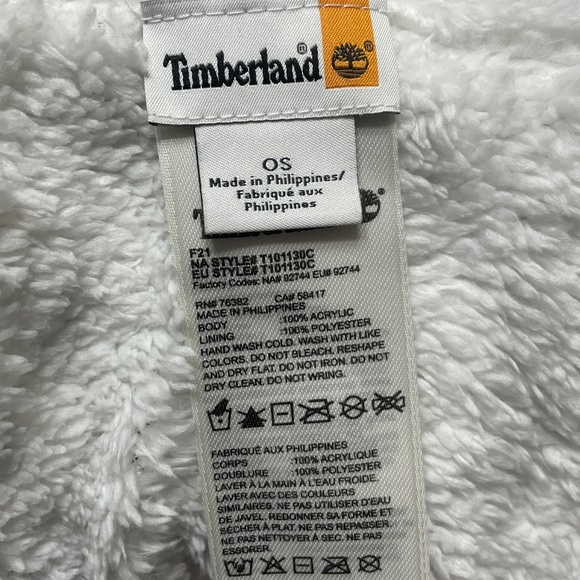 Timberland
OS
Made in Philippines/
Fabriqué aux
Philippines
F21
NA STYLE# T101130C
EU STYLE# T101130C
Factory Codes: NA# 92744 EU# 92744
RN# 76382 CA# 58417
MADE IN PHILIPPINES
BODY :100% ACRYLIC
LINING :100% POLYESTER
HAND WASH COLD. WASH WITH LIKE
COLORS. DO NOT BLEACH. RESHAPE
AND DRY FLAT. DO NOT IRON. DO NOT
DRY CLEAN. DO NOT WRING.
FABRIQUÉ AUX PHILIPPINES
CORPS :100% ACRYLIQUE
DOUBLURE :100% POLYESTER
LAVER À LA MAIN À L'EAU FROIDE.
LAVER AVEC DES COULEURS
SIMILAIRES. NE PAS UTILISER D'EAU
DE JAVEL. REDONNER SA FORME ET
SÉCHER À PLAT. NE PAS REPASSER.
NE PAS NETTOYER À SEC. NE PAS
ESSORER.